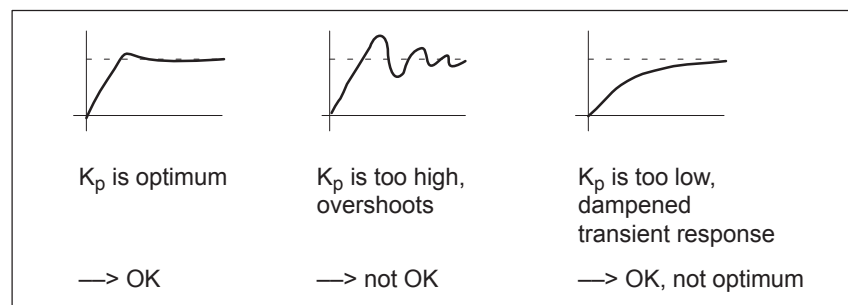 Kp is optimum
—> OK
Kp is too high,
overshoots
—> not OK
Kp is too low,
dampened
transient response
—> OK, not optimum